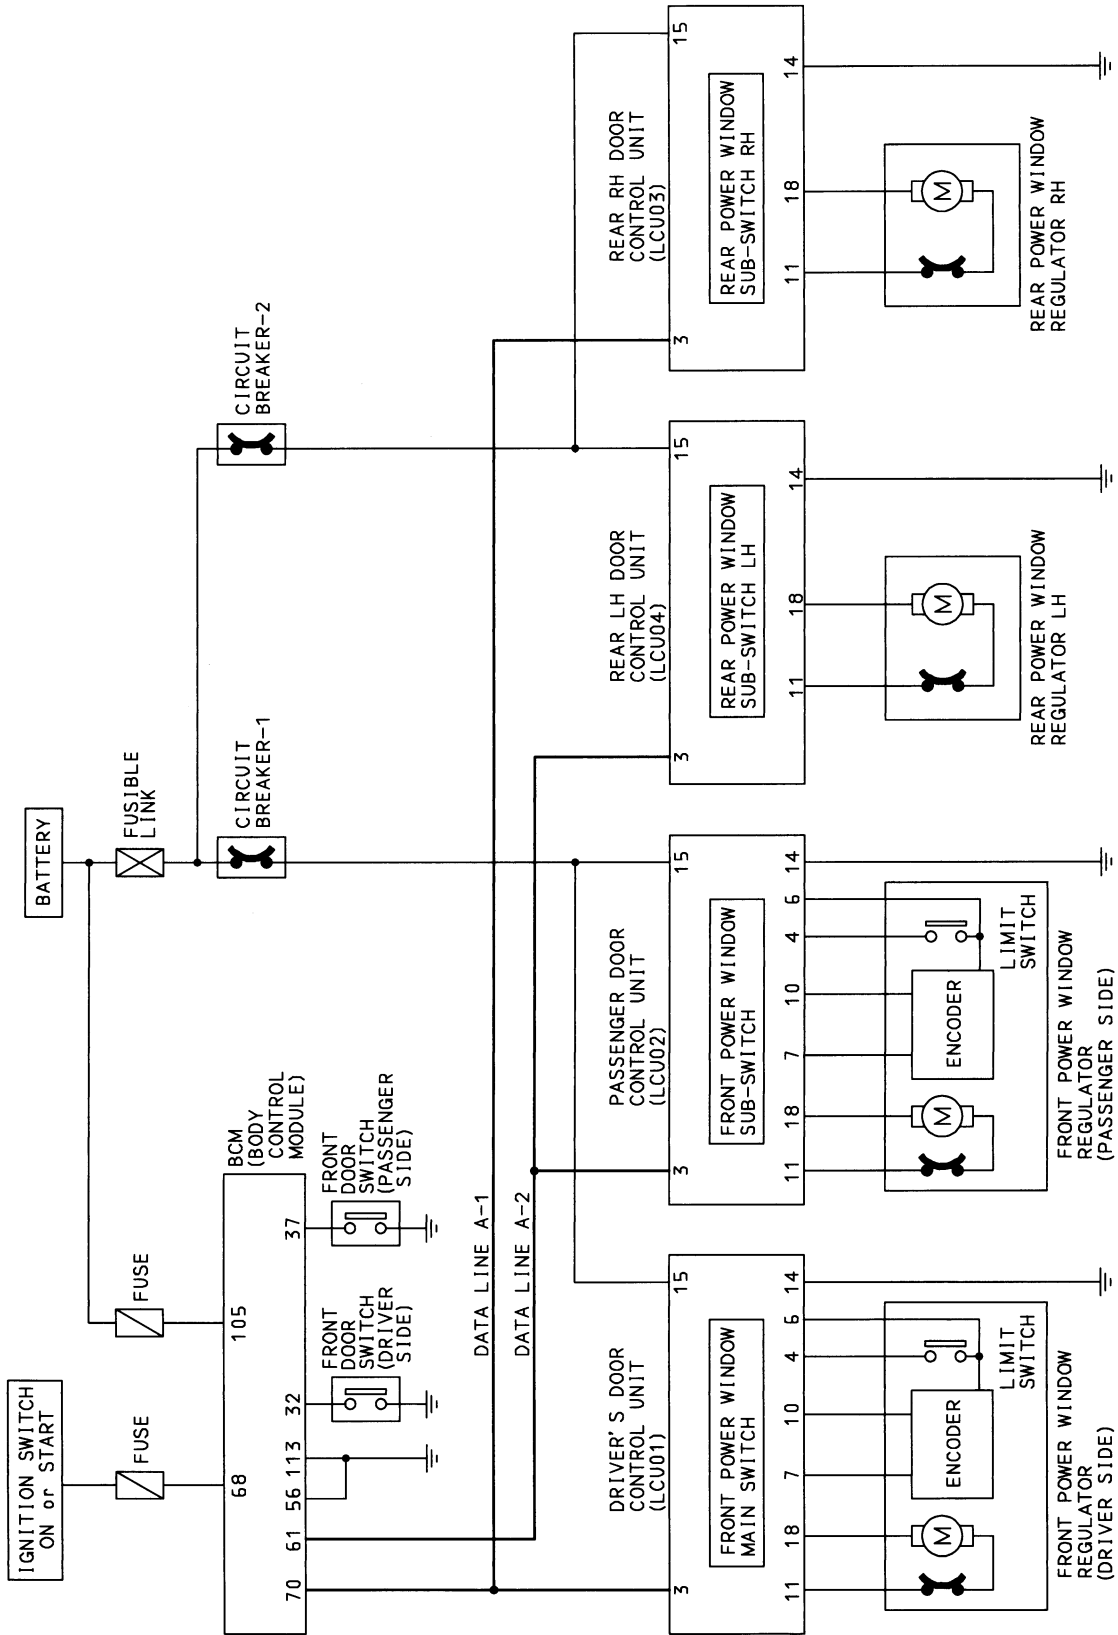 IGNITION SWITCH
ON or START
FUSE
BATTERY
FUSE
FUSIBLE
LINK
CIRCUIT
BREAKER-1
CIRCUIT
BREAKER-2
68
105
BCM
(BODY
CONTROL
MODULE)
70
61
56
113
32
37
FRONT
DOOR
SWITCH
(DRIVER
SIDE)
FRONT
DOOR
SWITCH
(PASSENGER
SIDE)
DATA LINE A-1
DATA LINE A-2
DRIVER'S DOOR
CONTROL UNIT
(LCU01)
3
15
FRONT POWER WINDOW
MAIN SWITCH
11
18
7
10
4
6
14
M
ENCODER
LIMIT
SWITCH
FRONT POWER WINDOW
REGULATOR
(DRIVER SIDE)
PASSENGER DOOR
CONTROL UNIT
(LCU02)
3
15
FRONT POWER WINDOW
SUB-SWITCH
11
18
7
10
4
6
14
M
ENCODER
LIMIT
SWITCH
FRONT POWER WINDOW
REGULATOR
(PASSENGER SIDE)
REAR LH DOOR
CONTROL UNIT
(LCU04)
3
15
REAR POWER WINDOW
SUB-SWITCH LH
11
18
14
M
REAR POWER WINDOW
REGULATOR LH
REAR RH DOOR
CONTROL UNIT
(LCU03)
3
15
REAR POWER WINDOW
SUB-SWITCH RH
11
18
14
M
REAR POWER WINDOW
REGULATOR RH